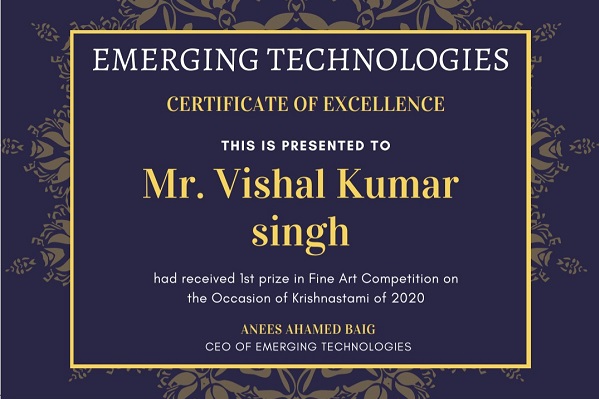 EMERGING TECHNOLOGIES
CERTIFICATE OF EXCELLENCE
THIS IS PRESENTED TO
Mr. Vishal Kumar
singh
had received 1st prize in Fine Art Competition on
the Occasion of Krishnastami of 2020
ANEES AHAMED BAIG
CEO OF EMERGING TECHNOLOGIES